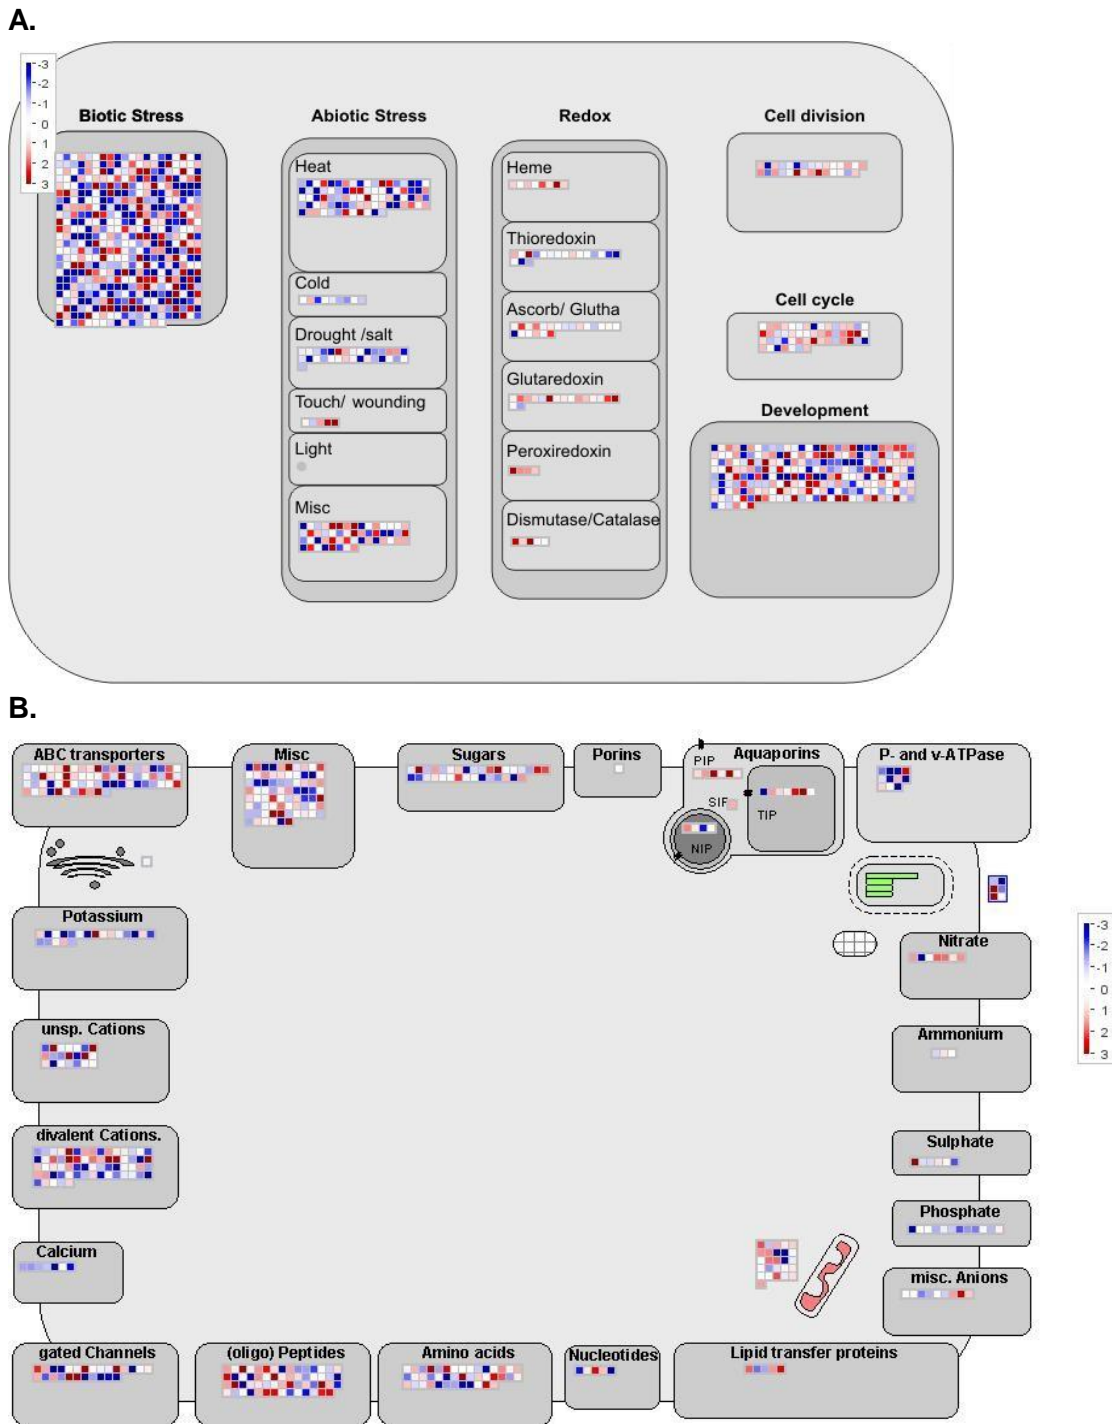 A.
-3
-2
-1
0
1
2
3
Biotic Stress
Abiotic Stress
Redox
Cell division
Heat
Heme
Thioredoxin
Cold
Ascorb/ Glutha
Cell cycle
Drought /salt
Glutaredoxin
Touch/ wounding
Development
Light
Peroxiredoxin
Misc
Dismutase/Catalase
B.
ABC transporters
Misc
Sugars
Porins
Aquaporins
P- and v-ATPase
PIP
SIP
TIP
NIP
Potassium
Nitrate
-3
-2
-1
0
1
2
3
unsp. Cations
Ammonium
divalent Cations.
Sulphate
Phosphate
Calcium
misc. Anions
gated Channels
(oligo) Peptides
Amino acids
Nucleotides
Lipid transfer proteins